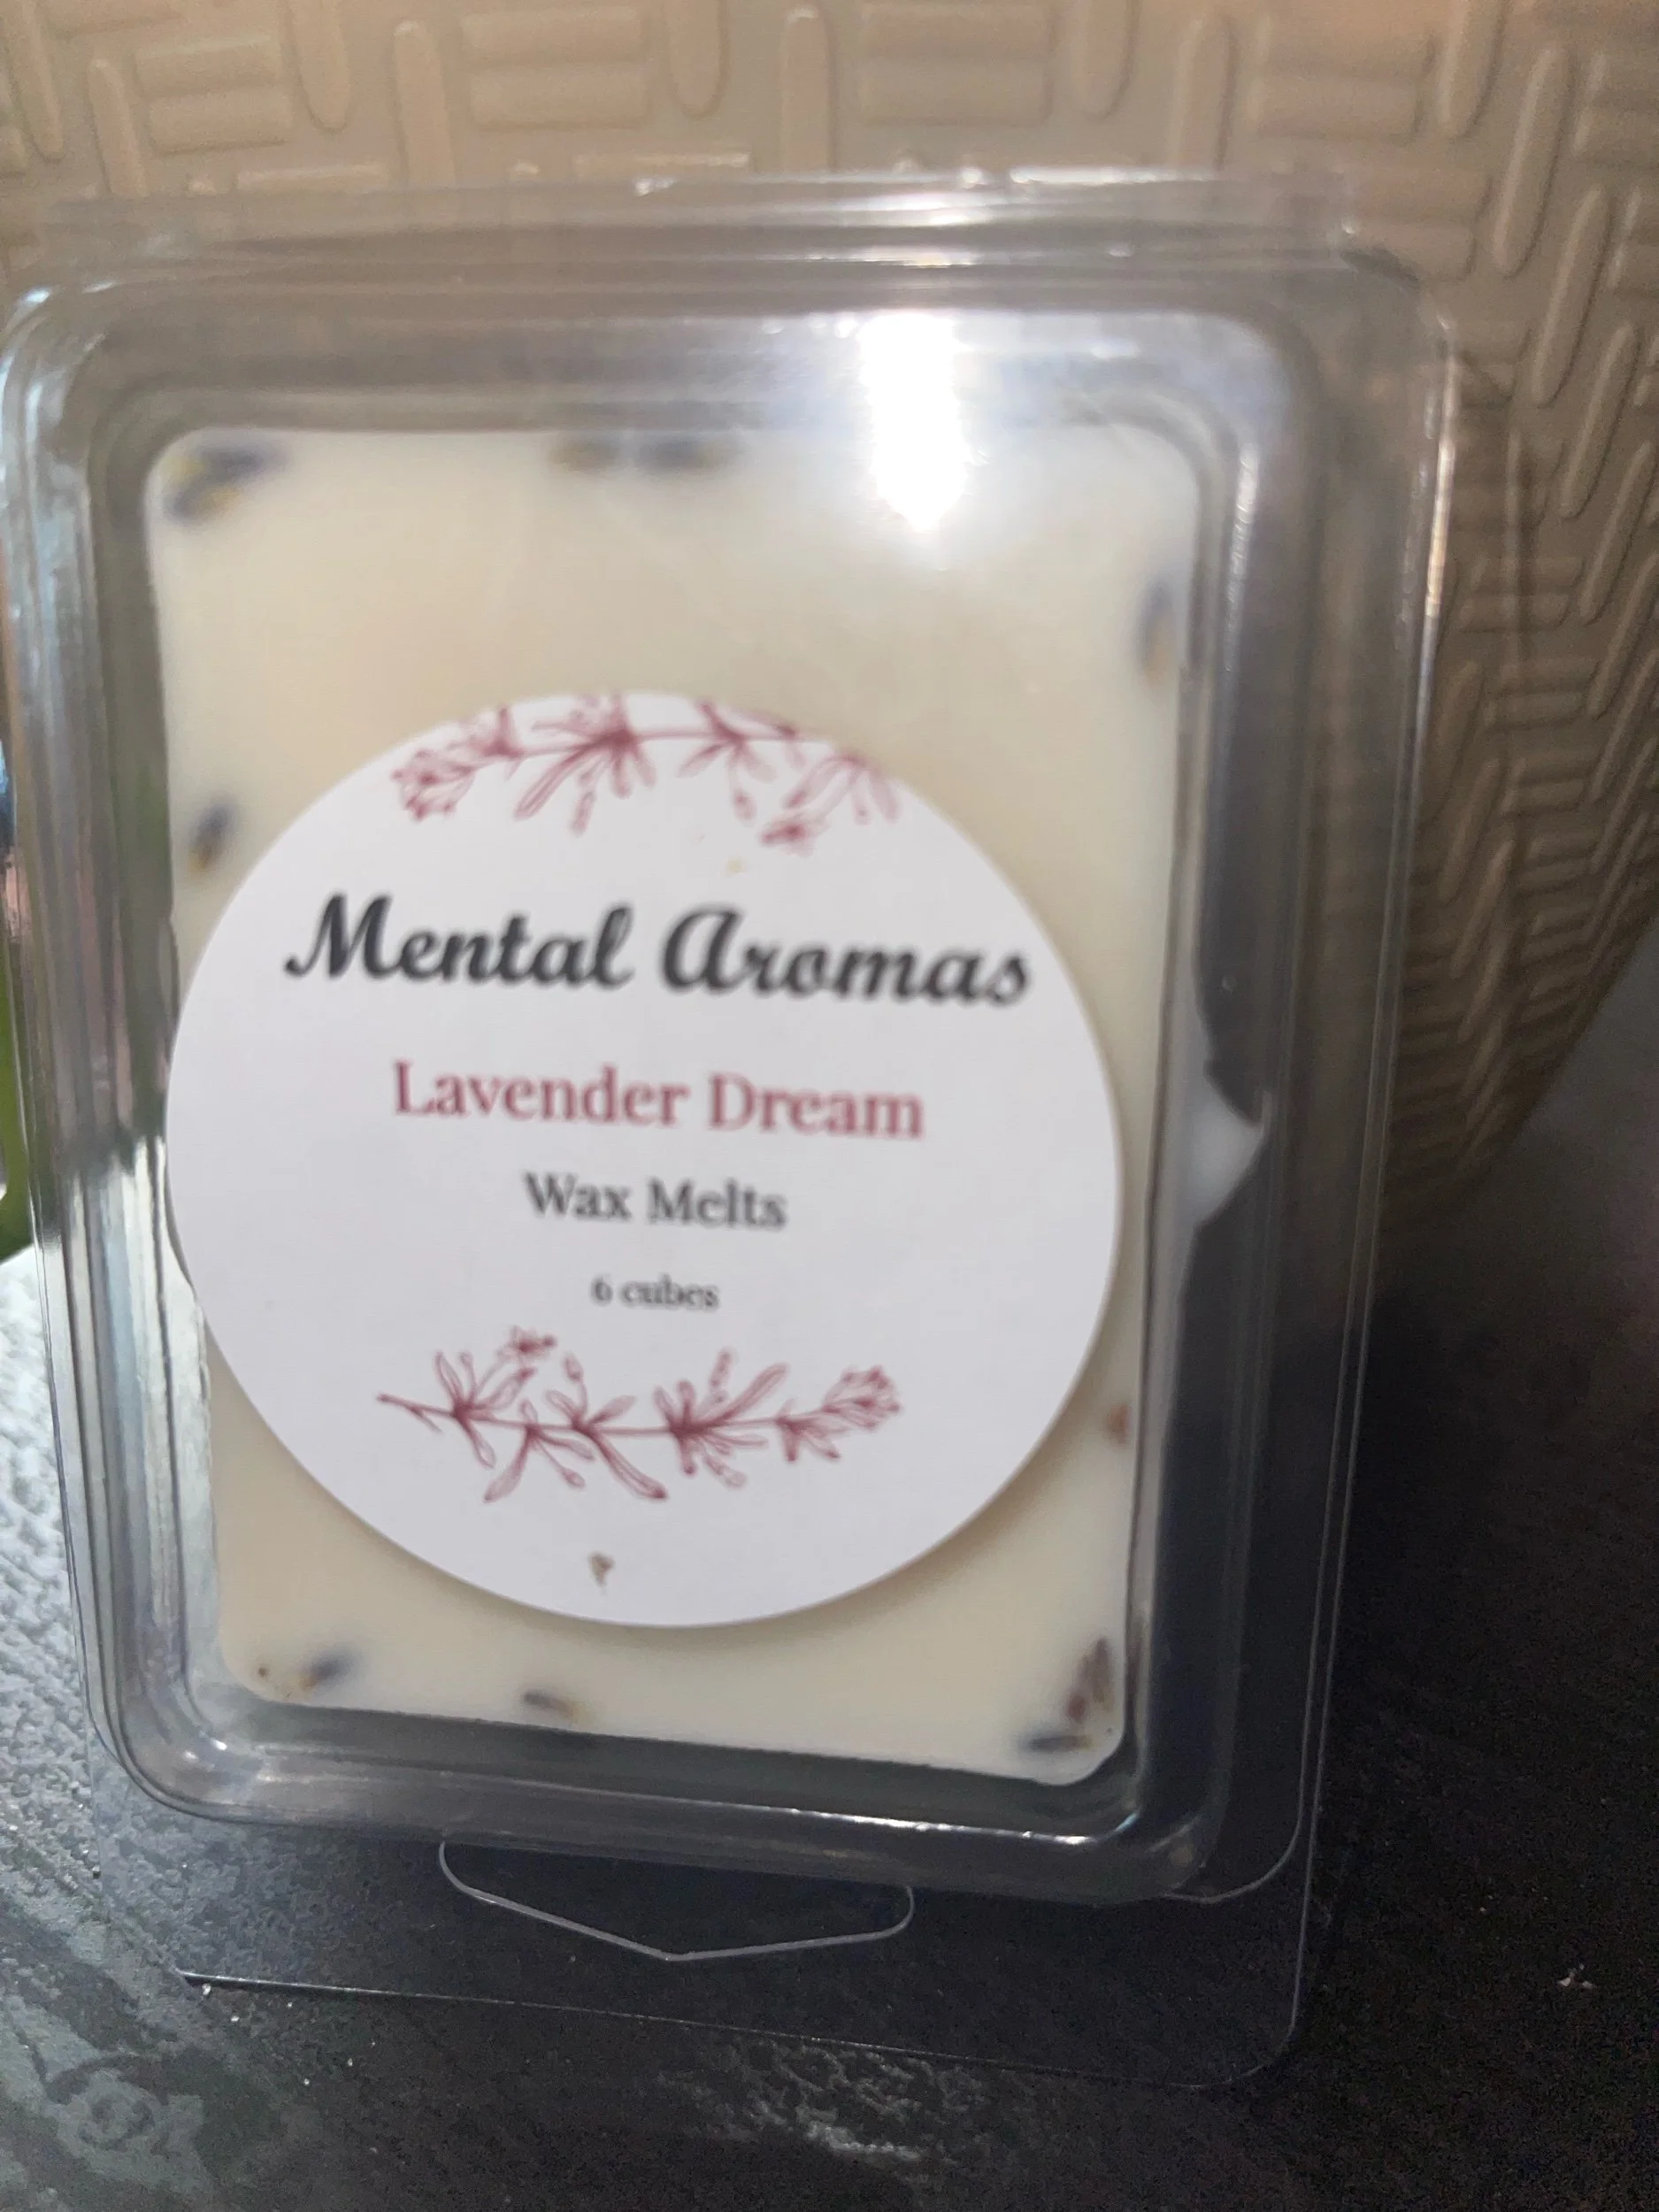 Mental Aromas
Lavender Dream
Wax Melts
6 cubes